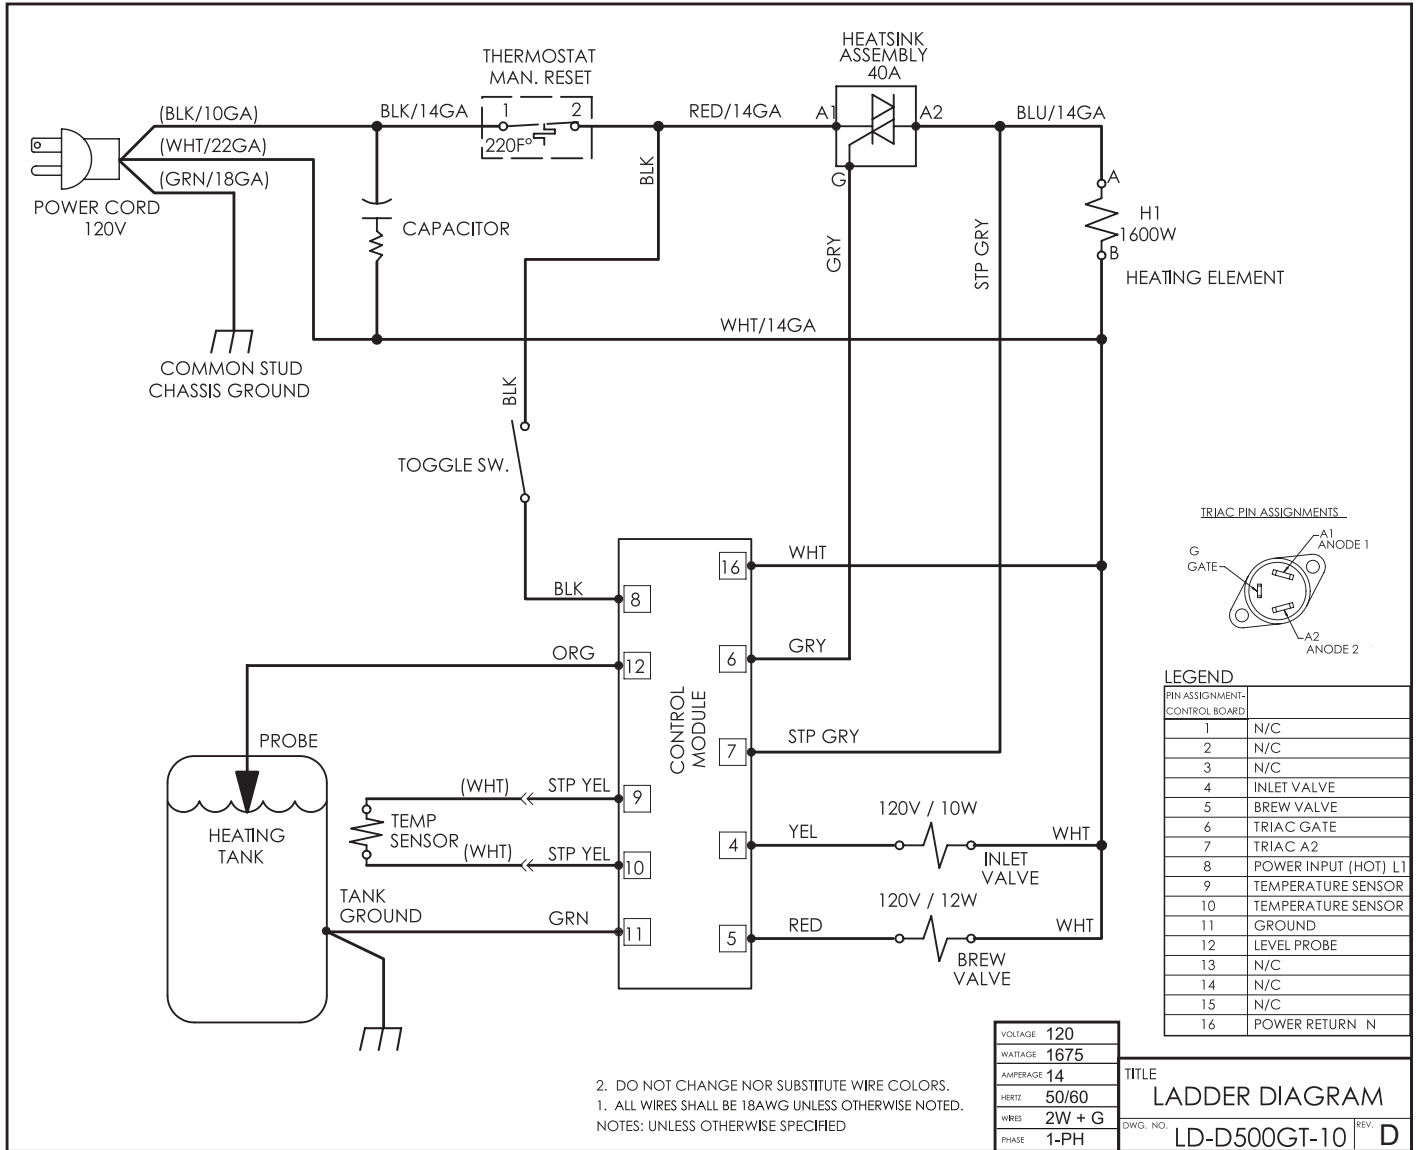 THERMOSTAT
MAN. RESET
HEATSINK
ASSEMBLY
40A
(BLK/10GA)
BLK/14GA
1
2
220F°
RED/14GA
A1
A2
G
BLU/14GA
(WHT/22GA)
(GRN/18GA)
POWER CORD
120V
BLK
CAPACITOR
GRY
STP GRY
A
H1
1600W
B
HEATING ELEMENT
WHT/14GA
COMMON STUD
CHASSIS GROUND
BLK
TOGGLE SW.
TRIAC PIN ASSIGNMENTS
A1
ANODE 1
G
GATE
A2
ANODE 2
WHT
16
BLK
8
ORG
12
GRY
6
CONTROL
MODULE
STP GRY
7
PROBE
HEATING
TANK
(WHT)
STP YEL
9
TEMP
SENSOR
(WHT)
STP YEL
10
120V / 10W
YEL
4
WHT
INLET
VALVE
TANK
GROUND
GRN
11
120V / 12W
RED
5
WHT
BREW
VALVE
LEGEND
PIN ASSIGNMENT-
CONTROL BOARD
1 N/C
2 N/C
3 N/C
4 INLET VALVE
5 BREW VALVE
6 TRIAC GATE
7 TRIAC A2
8 POWER INPUT (HOT) L1
9 TEMPERATURE SENSOR
10 TEMPERATURE SENSOR
11 GROUND
12 LEVEL PROBE
13 N/C
14 N/C
15 N/C
16 POWER RETURN N
2. DO NOT CHANGE NOR SUBSTITUTE WIRE COLORS.
1. ALL WIRES SHALL BE 18AWG UNLESS OTHERWISE NOTED.
NOTES: UNLESS OTHERWISE SPECIFIED
VOLTAGE 120
WATTAGE 1675
AMPERAGE 14
HERTZ 50/60
WIRES 2W + G
PHASE 1-PH
TITLE
LADDER DIAGRAM
DWG. NO. LD-D500GT-10 REV. D